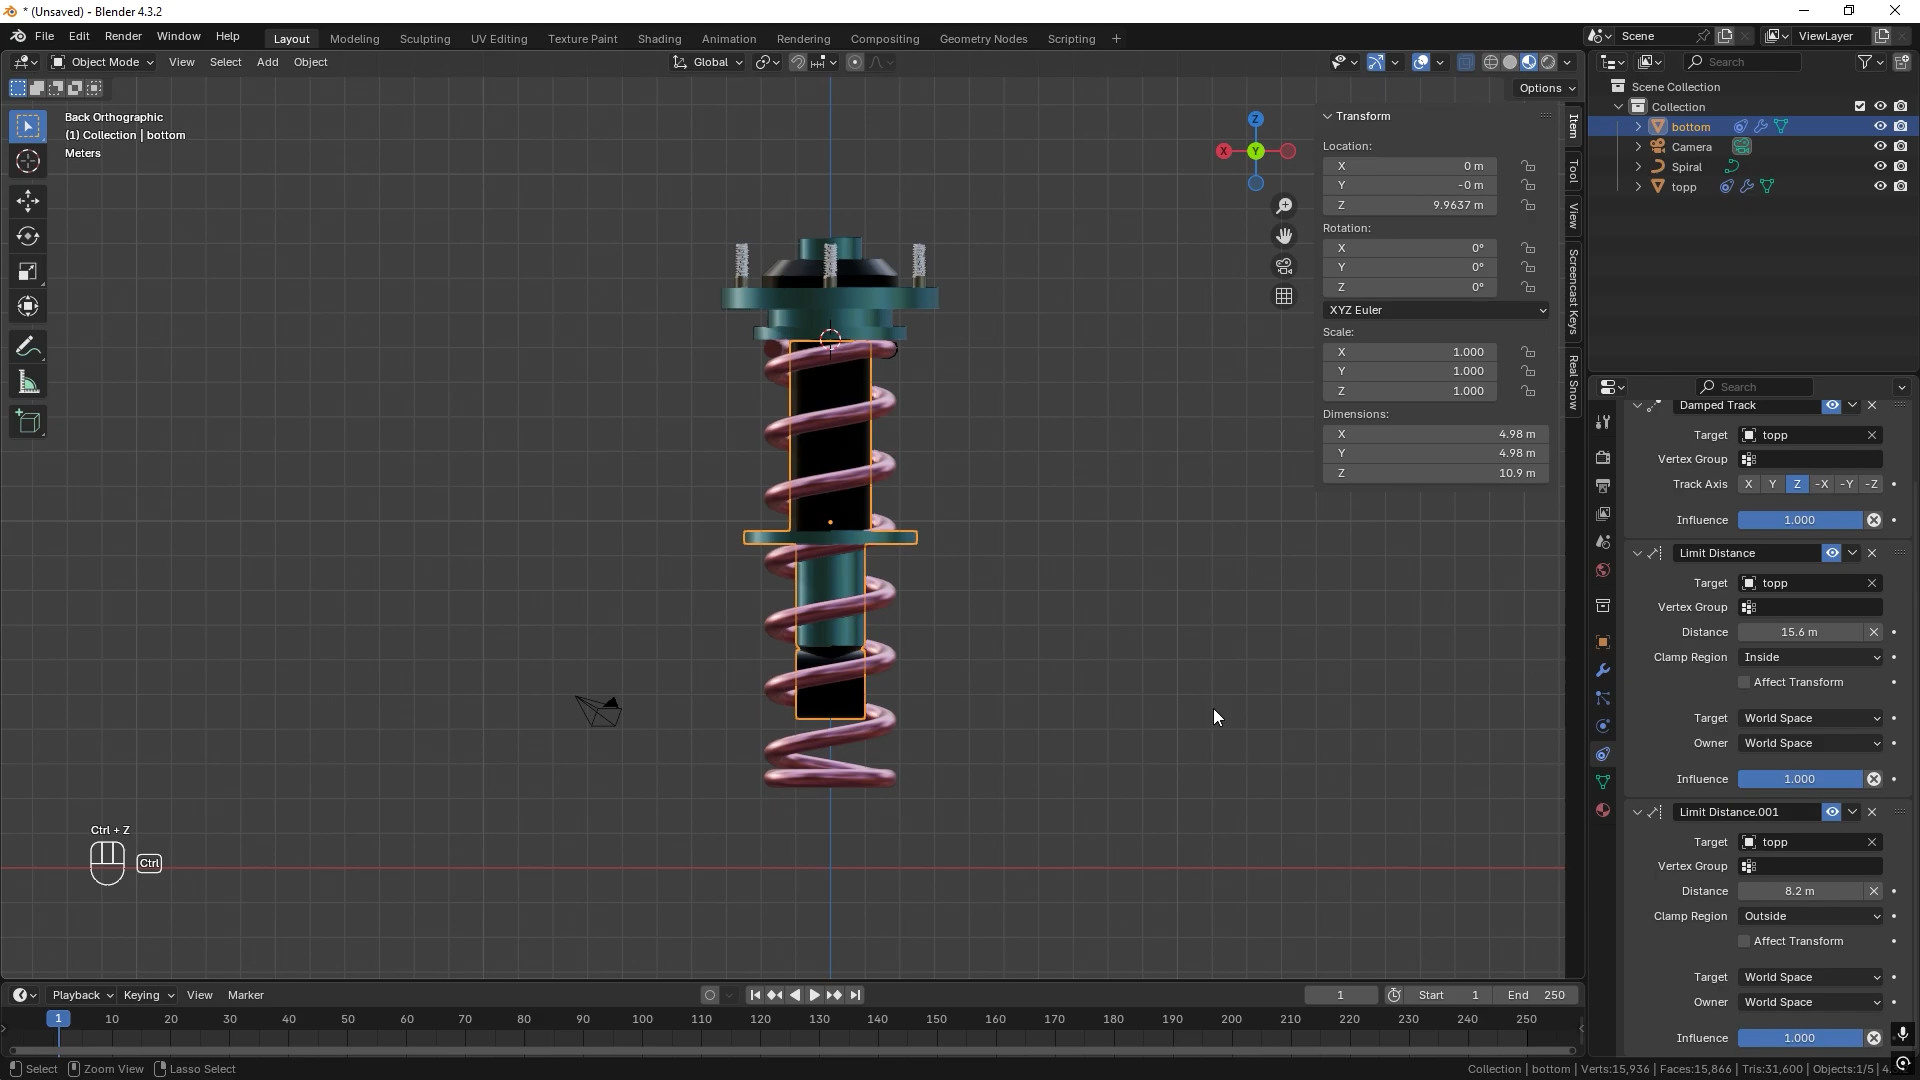 * (Unsaved) - Blender 4.3.2
File Edit Render Window Help
Layout Modeling Sculpting UV Editing Texture Paint Shading Animation Rendering Compositing Geometry Nodes Scripting +
Scene
ViewLayer
Object Mode View Select Add Object
Global
Search
Options
Back Orthographic
(1) Collection | bottom
Meters
Scene Collection
Collection
bottom
Camera
Spiral
topp
Z
X
Y
Transform
Location:
X 0 m
Y -0 m
Z 9.9637 m
Rotation:
X 0°
Y 0°
Z 0°
XYZ Euler
Scale:
X 1.000
Y 1.000
Z 1.000
Dimensions:
X 4.98 m
Y 4.98 m
Z 10.9 m
Item
Tool
View
Screencast Keys
Real Snow
Search
Damped Track
Target topp
Vertex Group
Track Axis X Y Z -X -Y -Z
Influence 1.000
Limit Distance
Target topp
Vertex Group
Distance 15.6 m
Clamp Region Inside
Affect Transform
Target World Space
Owner World Space
Influence 1.000
Limit Distance.001
Target topp
Vertex Group
Distance 8.2 m
Clamp Region Outside
Affect Transform
Target World Space
Owner World Space
Influence 1.000
Ctrl + Z
Ctrl
Playback Keying View Marker
1 Start 1 End 250
1 10 20 30 40 50 60 70 80 90 100 110 120 130 140 150 160 170 180 190 200 210 220 230 240 250
Select Zoom View Lasso Select
Collection | bottom | Verts:15,936 | Faces:15,866 | Tris:31,600 | Objects:1/5 | 4.